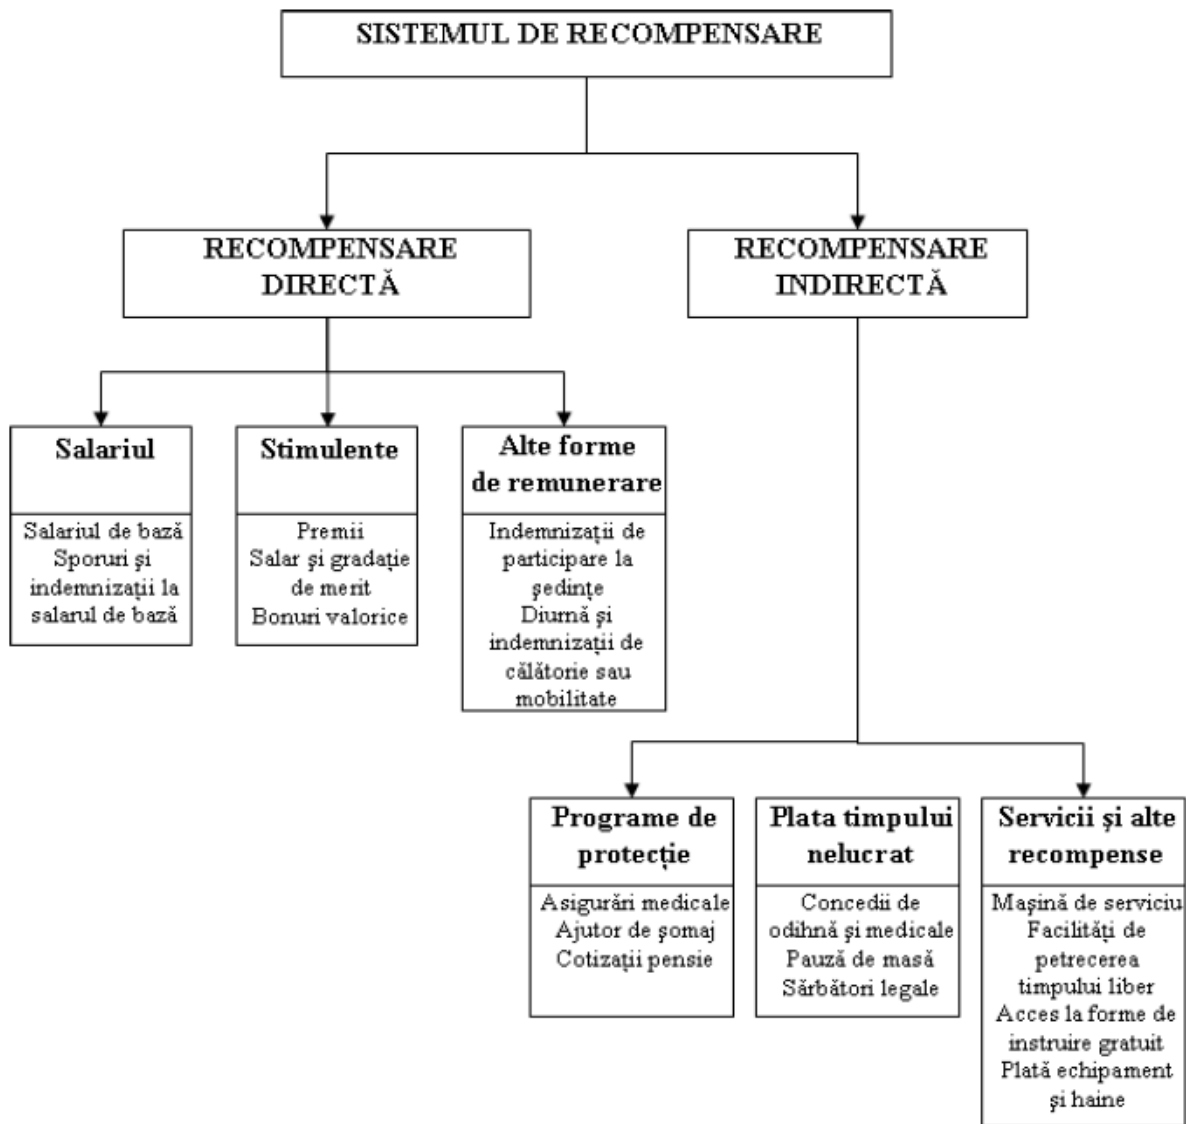 SISTEMUL DE RECOMPENSARE
RECOMPENSARE
DIRECTĂ
RECOMPENSARE
INDIRECTĂ
Salariul
Salariul de bază
Sporuri şi
indemnizaţii la
salarul de bază
Stimulente
Premii
Salar şi gradaţie
de merit
Bonuri valorice
Alte forme
de remunerare
Indemnizaţii de
participare la
şedinţe
Diurnă şi
indemnizaţii de
călătorie sau
mobilitate
Programe de
protecţie
Asigurări medicale
Ajutor de şomaj
Cotizaţii pensie
Plata timpului
nelucrat
Concedii de
odihnă şi medicale
Pauză de masă
Sărbători legale
Servicii şi alte
recompense
Maşină de serviciu
Facilităţi de
petrecerea
timpului liber
Acces la forme de
instruire gratuit
Plată echipament
şi haine